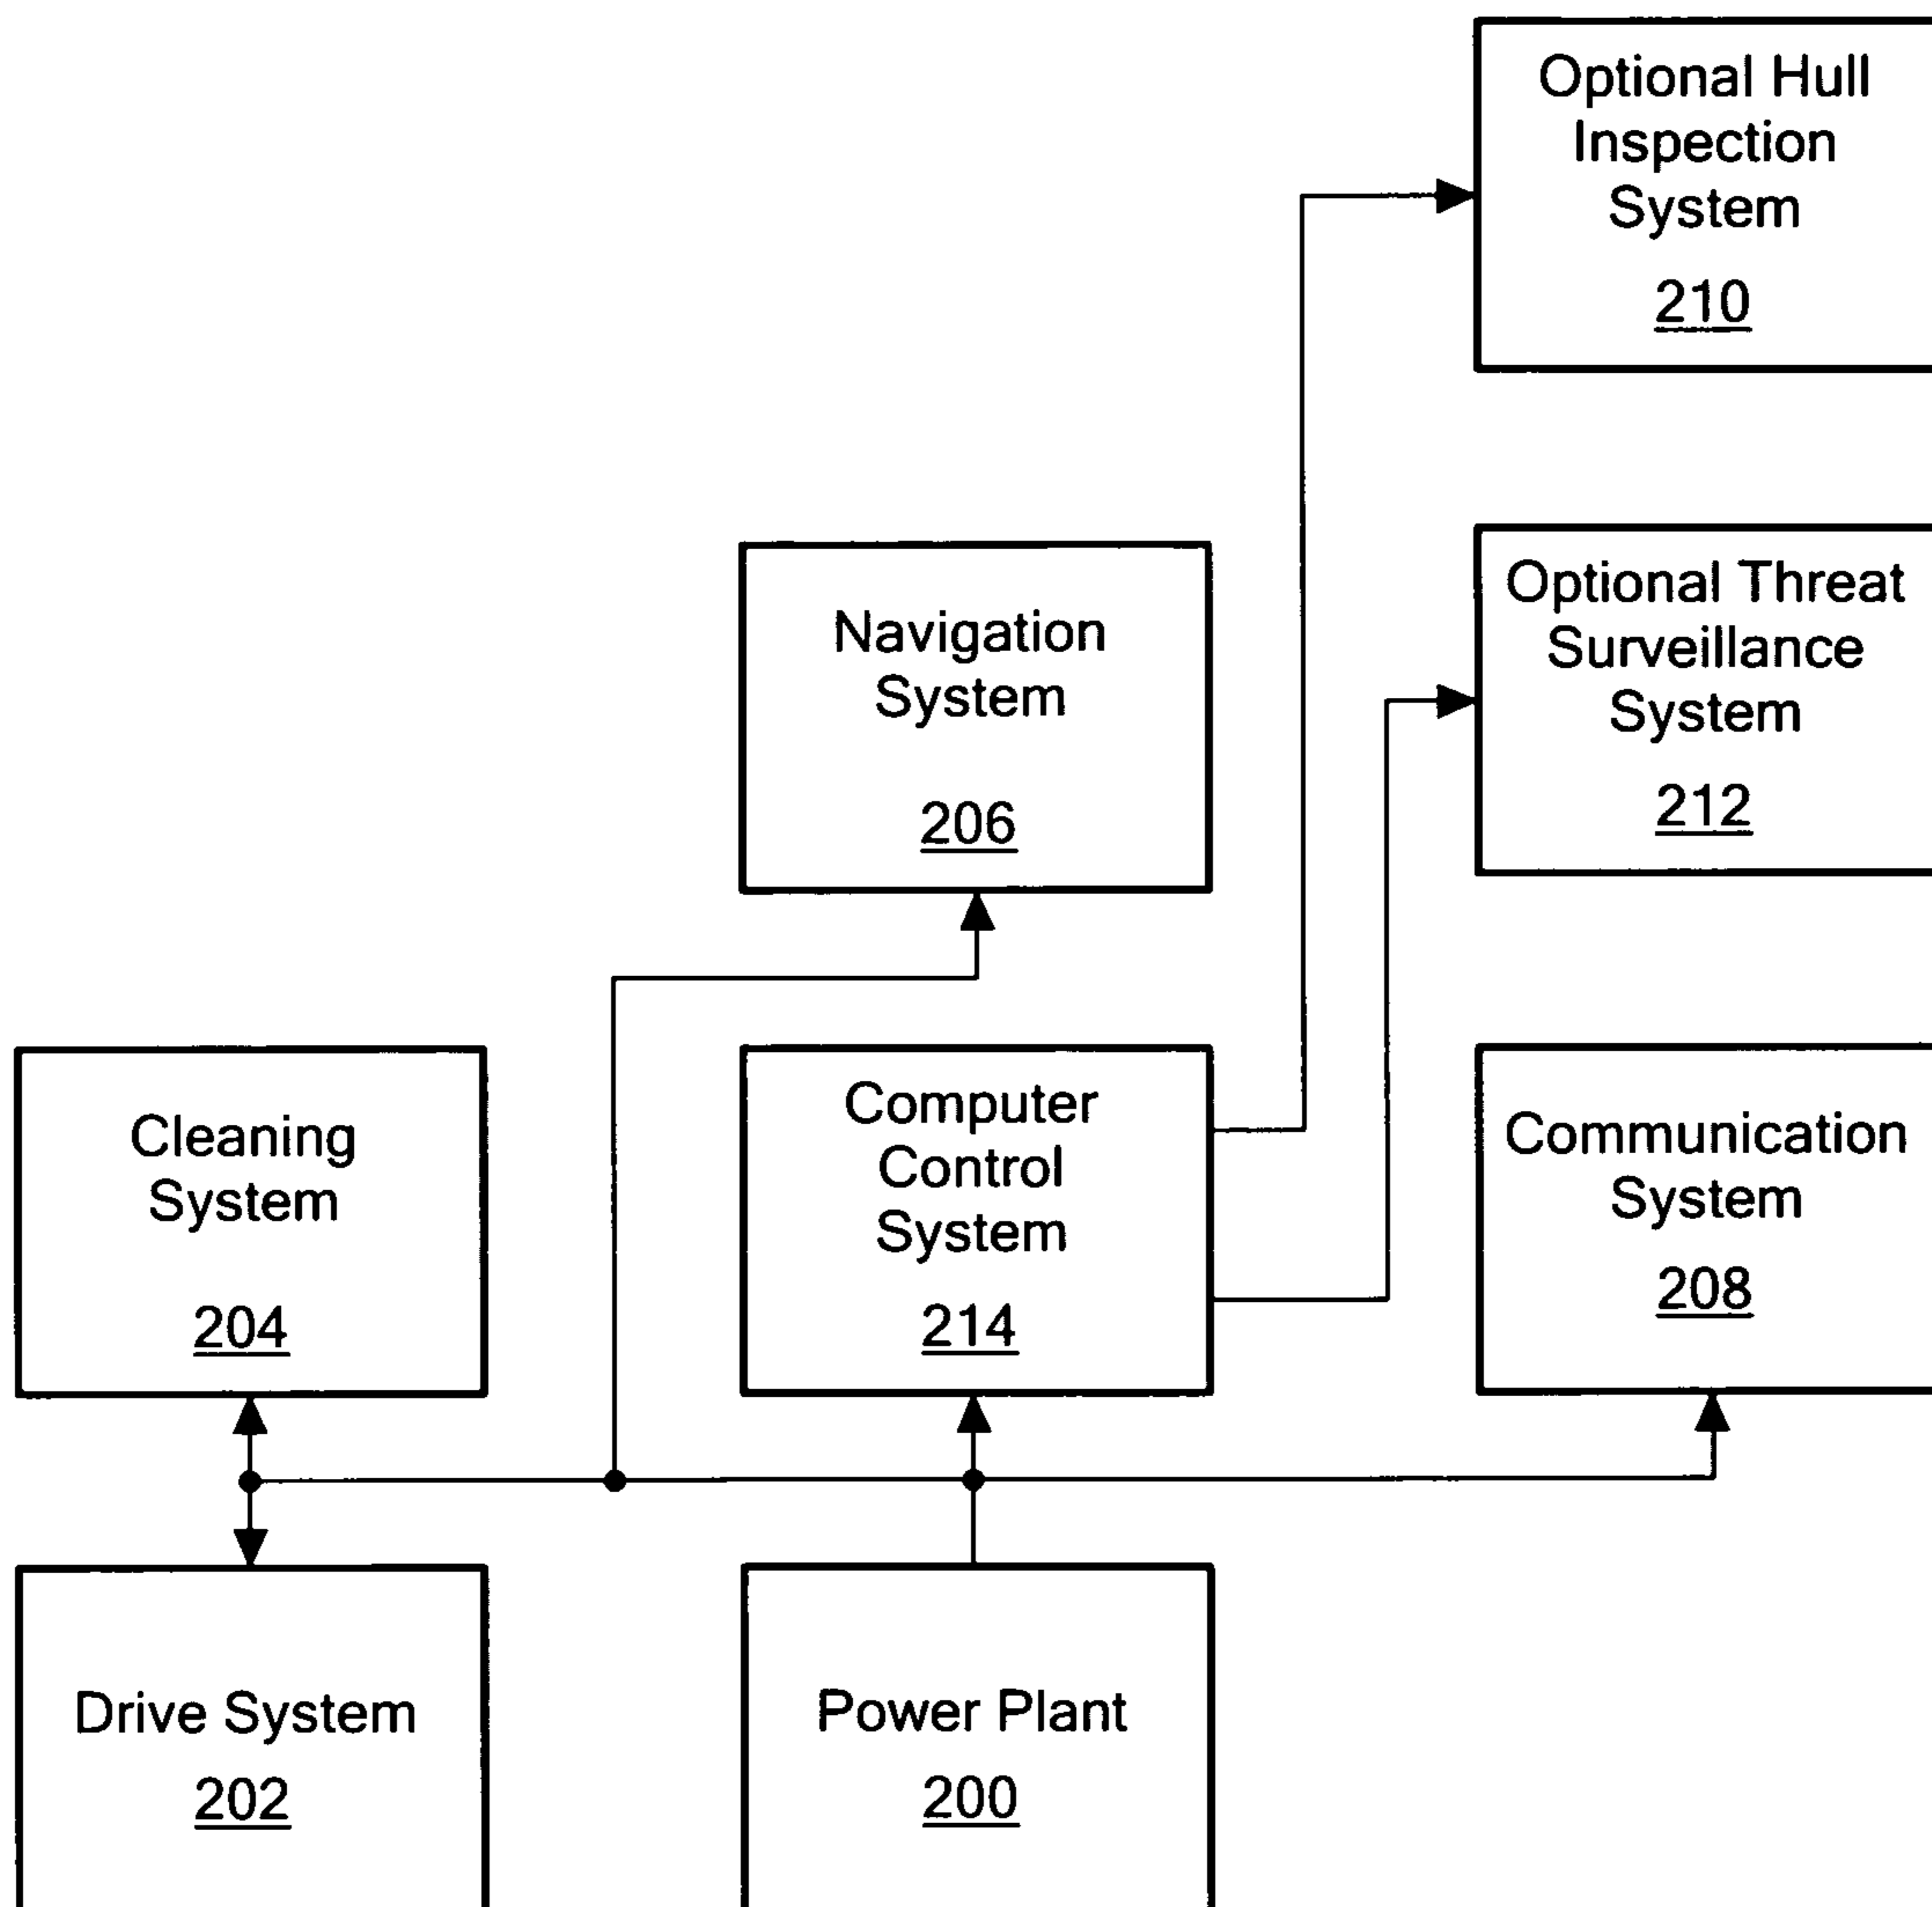 Optional Hull
Inspection
System
210
Navigation
System
206
Optional Threat
Surveillance
System
212
Cleaning
System
204
Computer
Control
System
214
Communication
System
208
Drive System
202
Power Plant
200